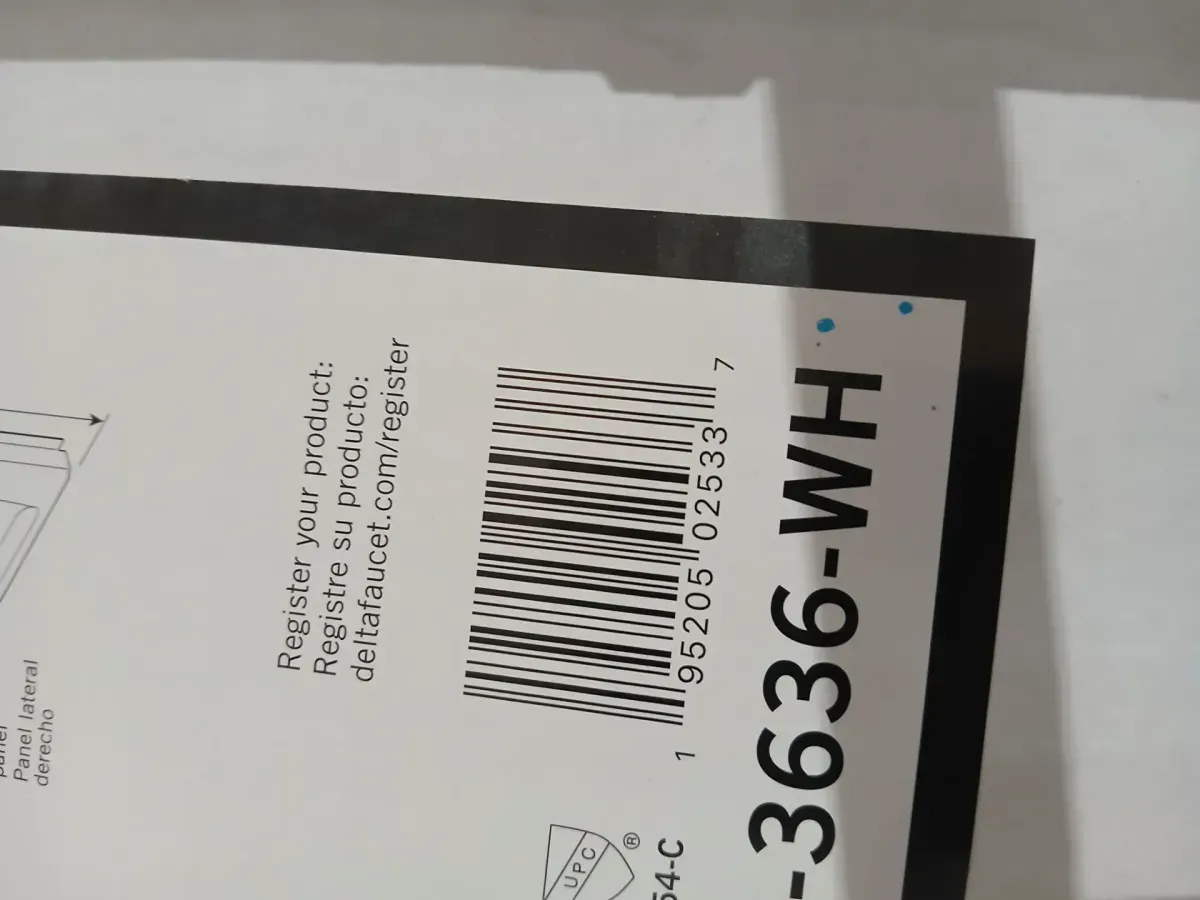 Panel lateral
derecho
Register your product:
Registre su producto:
deltafaucet.com/register
1 95205 02533 7
UPC
®
54-C
-3636-WH